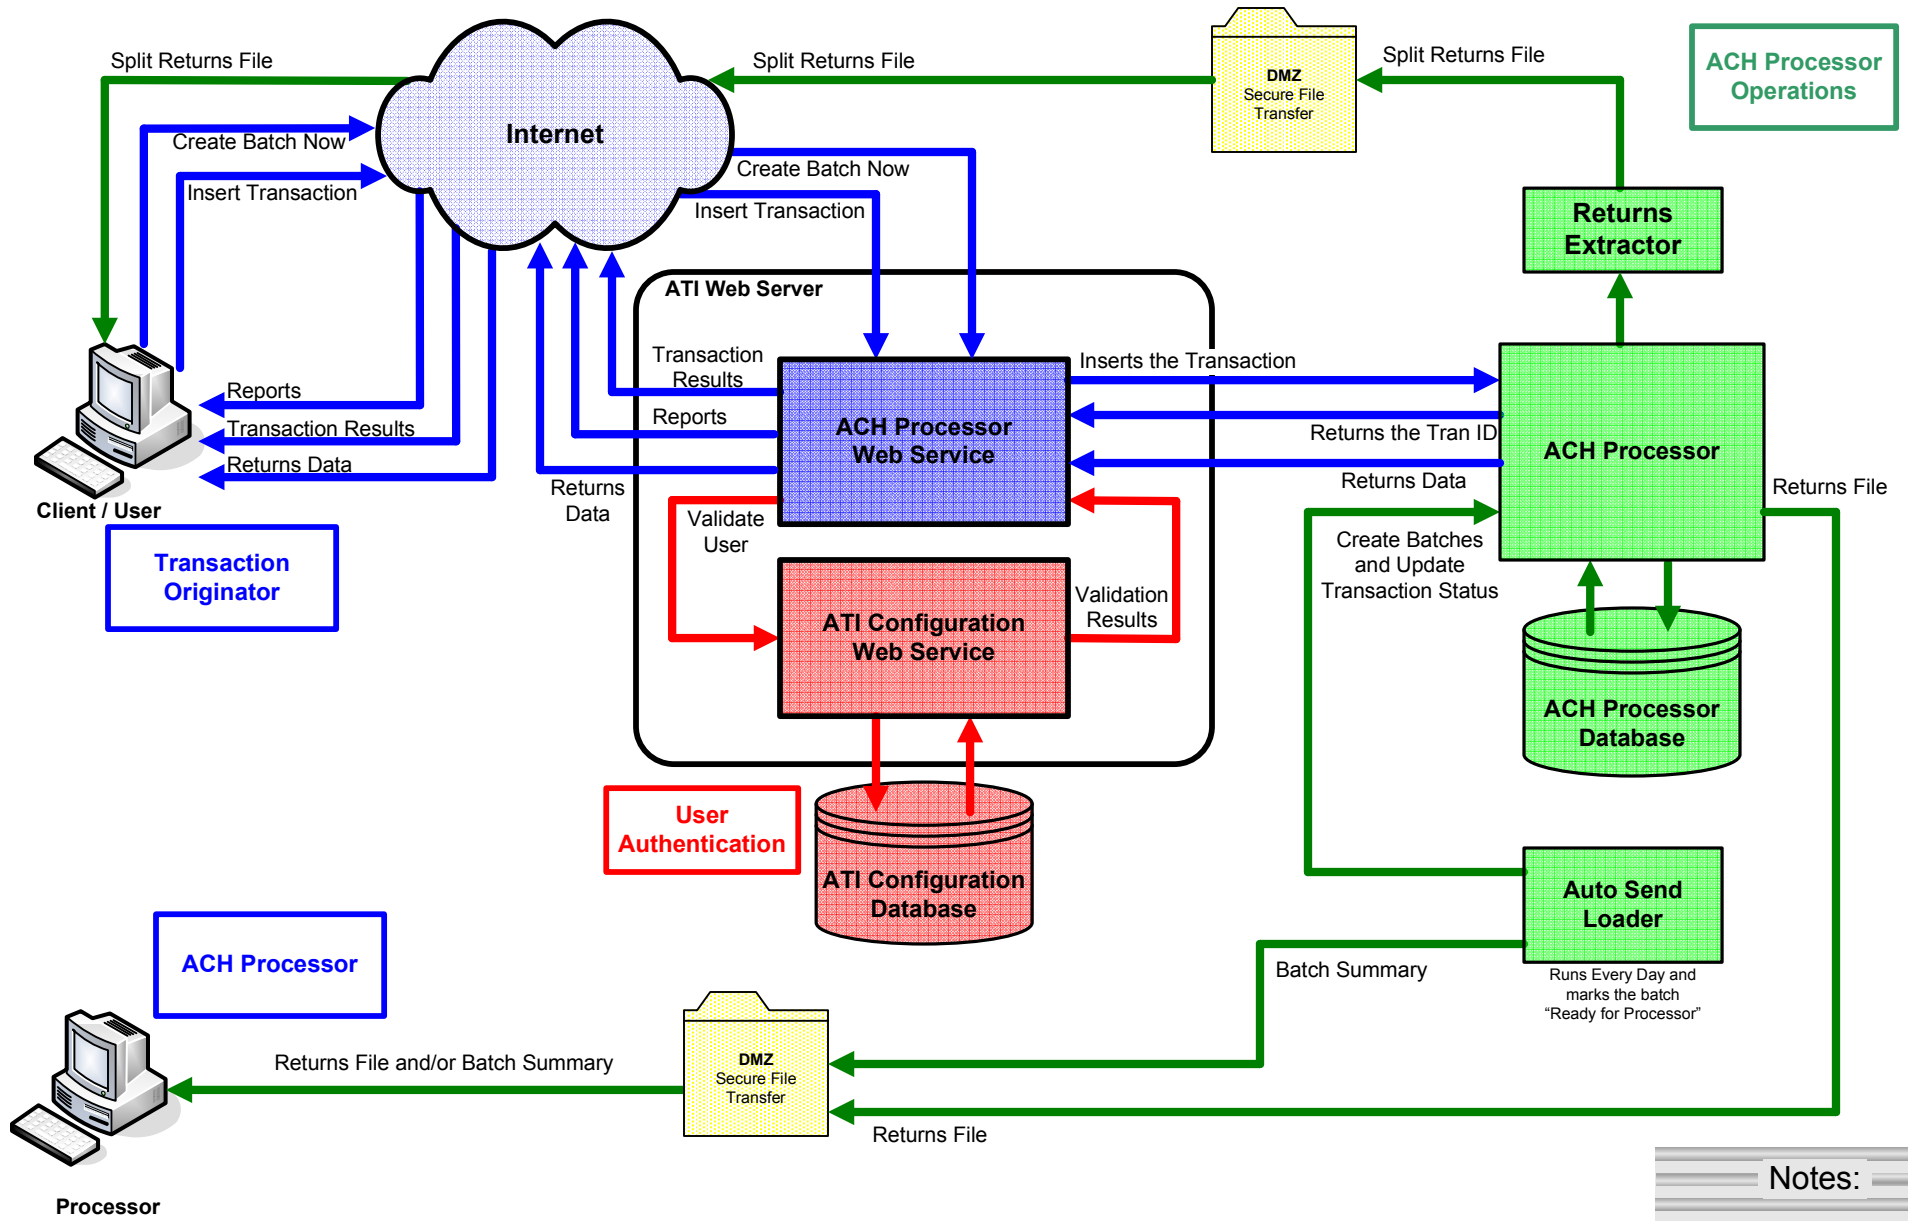 Split Returns File
Split Returns File
Split Returns File
DMZ
Secure File
Transfer
ACH Processor
Operations
Internet
Create Batch Now
Insert Transaction
Create Batch Now
Insert Transaction
Returns
Extractor
ATI Web Server
Transaction
Results
Reports
Returns
Data
Inserts the Transaction
Returns the Tran ID
Returns Data
ACH Processor
Web Service
ACH Processor
Returns File
Reports
Transaction Results
Returns Data
Client / User
Transaction
Originator
Validate
User
Validation
Results
Create Batches
and Update
Transaction Status
ATI Configuration
Web Service
ACH Processor
Database
User
Authentication
ATI Configuration
Database
Auto Send
Loader
Runs Every Day and
marks the batch
“Ready for Processor”
Batch Summary
ACH Processor
Returns File and/or Batch Summary
DMZ
Secure File
Transfer
Returns File
Processor
Notes: